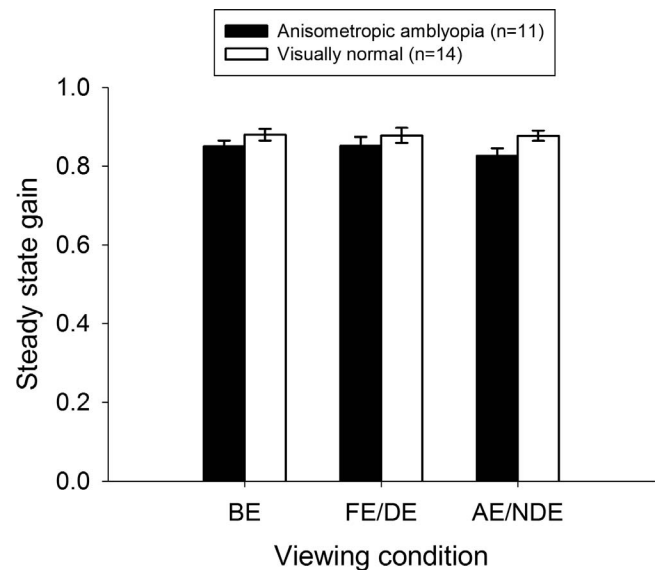 Anisometropic amblyopia (n=11)
Visually normal (n=14)
1.0
0.8
0.6
0.4
0.2
0.0
Steady state gain
BE FE/DE AE/NDE
Viewing condition